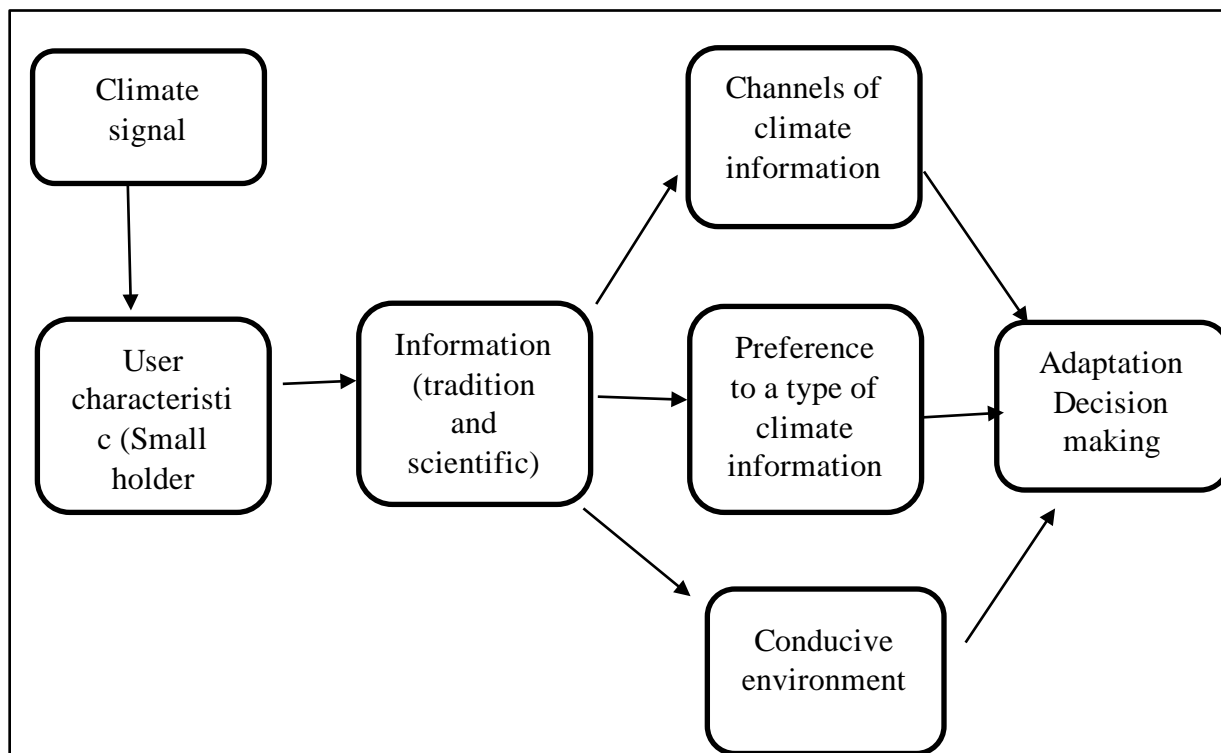 Climate
signal
User
characteristi
c (Small
holder
Information
(tradition
and
scientific)
Channels of
climate
information
Preference
to a type of
climate
information
Conducive
environment
Adaptation
Decision
making